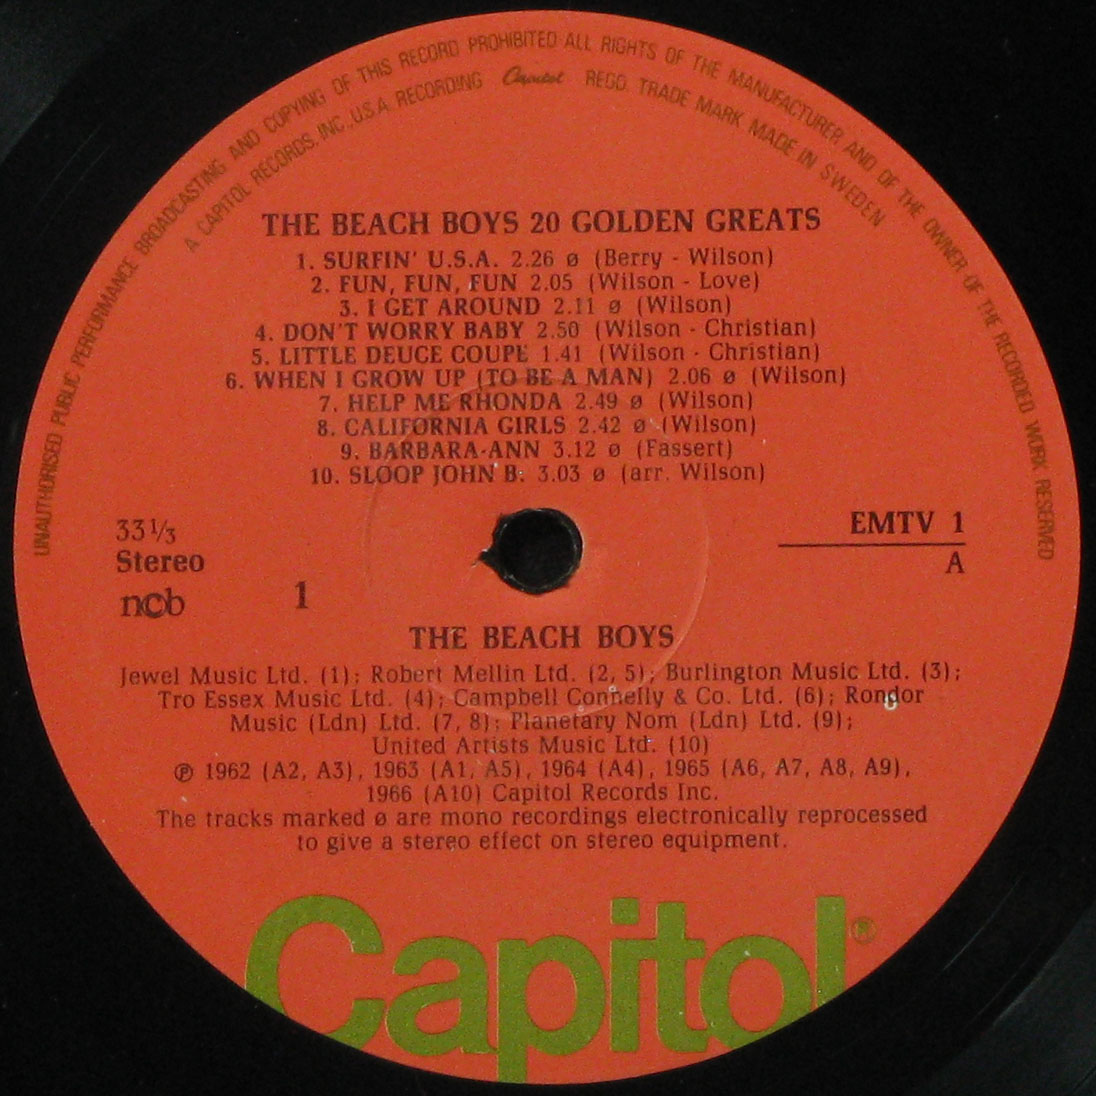 UNAUTHORISED PUBLIC PERFORMANCE BROADCASTING AND COPYING OF THIS RECORD PROHIBITED ALL RIGHTS OF THE MANUFACTURER AND OF THE OWNER OF THE RECORDED WORK RESERVED
A CAPITOL RECORDS, INC., U.S.A. RECORDING Capitol REGD. TRADE MARK MADE IN SWEDEN
THE BEACH BOYS 20 GOLDEN GREATS
1. SURFIN' U.S.A. 2.26 ø (Berry - Wilson)
2. FUN, FUN, FUN 2.05 (Wilson - Love)
3. I GET AROUND 2.11 ø (Wilson)
4. DON'T WORRY BABY 2.50 (Wilson - Christian)
5. LITTLE DEUCE COUPE 1.41 (Wilson - Christian)
6. WHEN I GROW UP (TO BE A MAN) 2.06 ø (Wilson)
7. HELP ME RHONDA 2.49 ø (Wilson)
8. CALIFORNIA GIRLS 2.42 ø (Wilson)
9. BARBARA-ANN 3.12 ø (Fassert)
10. SLOOP JOHN B. 3.03 ø (arr. Wilson)
33 1/3
Stereo
ncb
1
EMTV 1
A
THE BEACH BOYS
Jewel Music Ltd. (1); Robert Mellin Ltd. (2, 5); Burlington Music Ltd. (3);
Tro Essex Music Ltd. (4); Campbell Connelly & Co. Ltd. (6); Rondor
Music (Ldn) Ltd. (7, 8); Planetary Nom (Ldn) Ltd. (9);
United Artists Music Ltd. (10)
℗ 1962 (A2, A3), 1963 (A1, A5), 1964 (A4), 1965 (A6, A7, A8, A9),
1966 (A10) Capitol Records Inc.
The tracks marked ø are mono recordings electronically reprocessed
to give a stereo effect on stereo equipment.
Capitol®